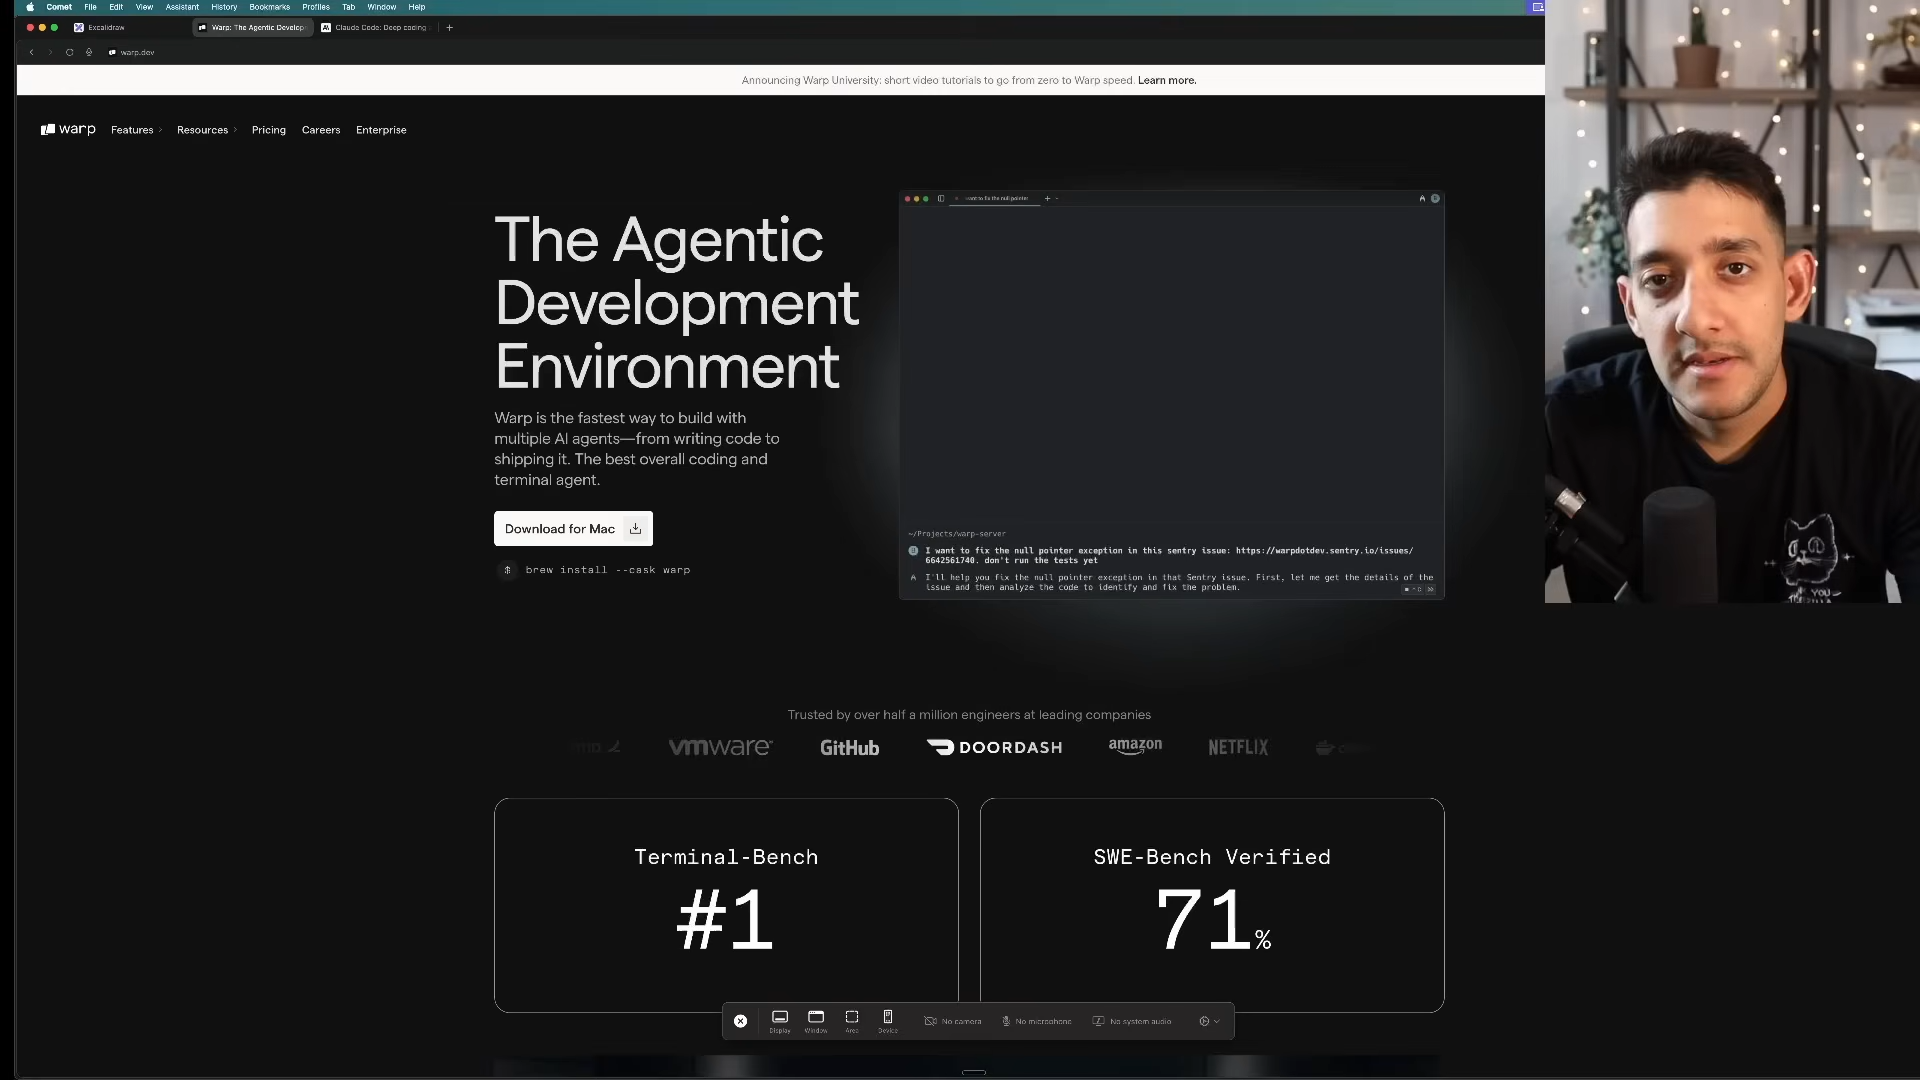 Comet File Edit View Assistant History Bookmarks Profiles Tab Window Help
Excalidraw
Warp: The Agentic Develop
Claude Code: Deep coding
warp.dev
Announcing Warp University: short video tutorials to go from zero to Warp speed. Learn more.
warp Features Resources Pricing Careers Enterprise
The Agentic
Development
Environment
Warp is the fastest way to build with
multiple AI agents—from writing code to
shipping it. The best overall coding and
terminal agent.
Download for Mac
$ brew install --cask warp
want to fix the null pointer
~/Projects/warp-server
I want to fix the null pointer exception in this sentry issue: https://warpdotdev.sentry.io/issues/
6642561740. don't run the tests yet
I'll help you fix the null pointer exception in that Sentry issue. First, let me get the details of the
issue and then analyze the code to identify and fix the problem.
Trusted by over half a million engineers at leading companies
vmware GitHub DOORDASH amazon NETFLIX
Terminal-Bench
#1
SWE-Bench Verified
71%
Display Window Area Device No camera No microphone No system audio